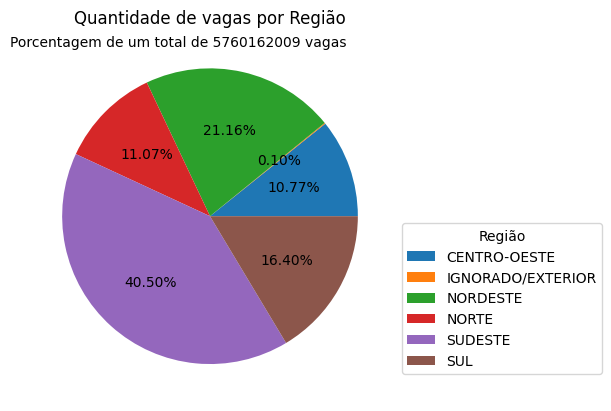 Quantidade de vagas por Região
Porcentagem de um total de 5760162009 vagas
21.16%
11.07%
0.10%
10.77%
40.50%
16.40%
Região
CENTRO-OESTE
IGNORADO/EXTERIOR
NORDESTE
NORTE
SUDESTE
SUL